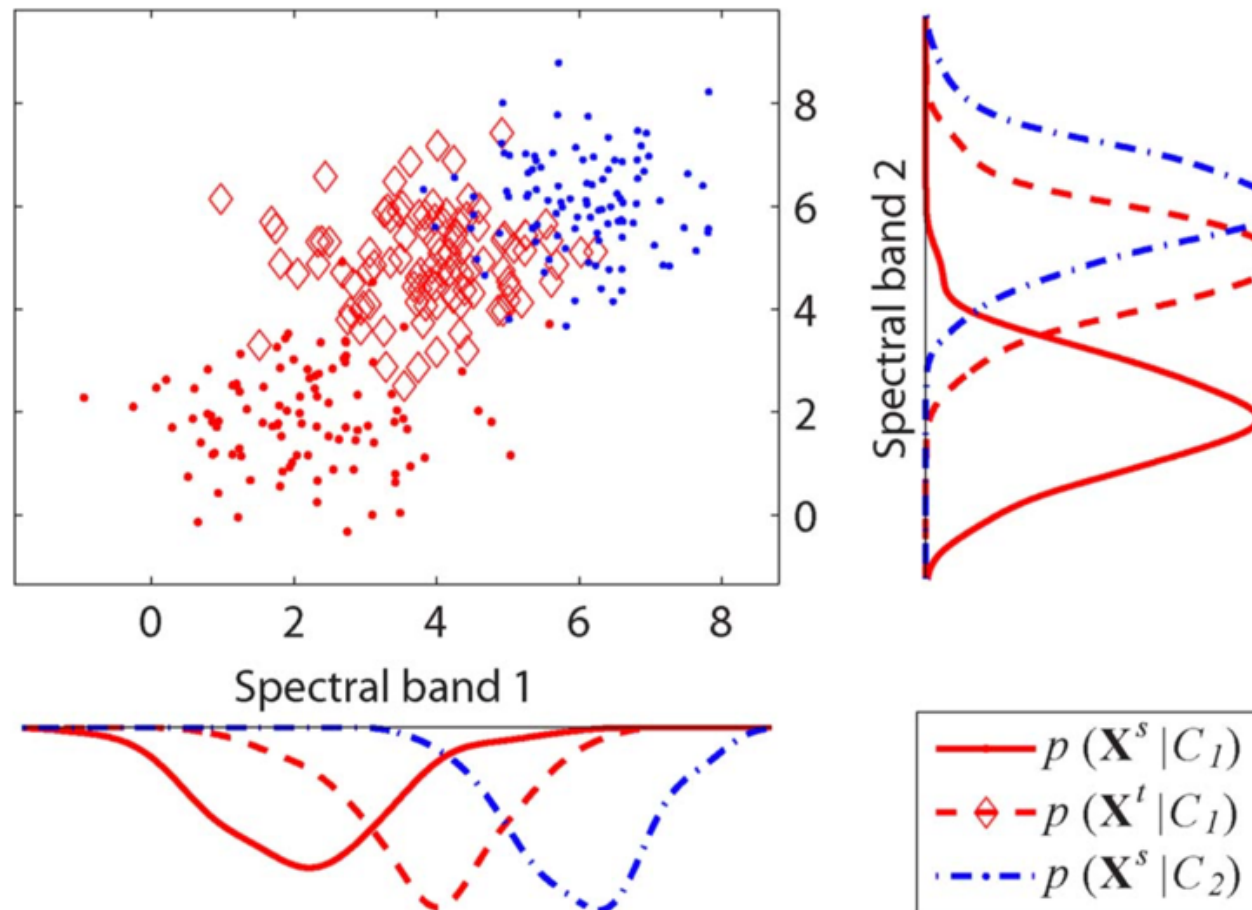 8
6
4
2
0
Spectral band 2
0 2 4 6 8
Spectral band 1
p (X^s |C_1)
p (X^t |C_1)
p (X^s |C_2)